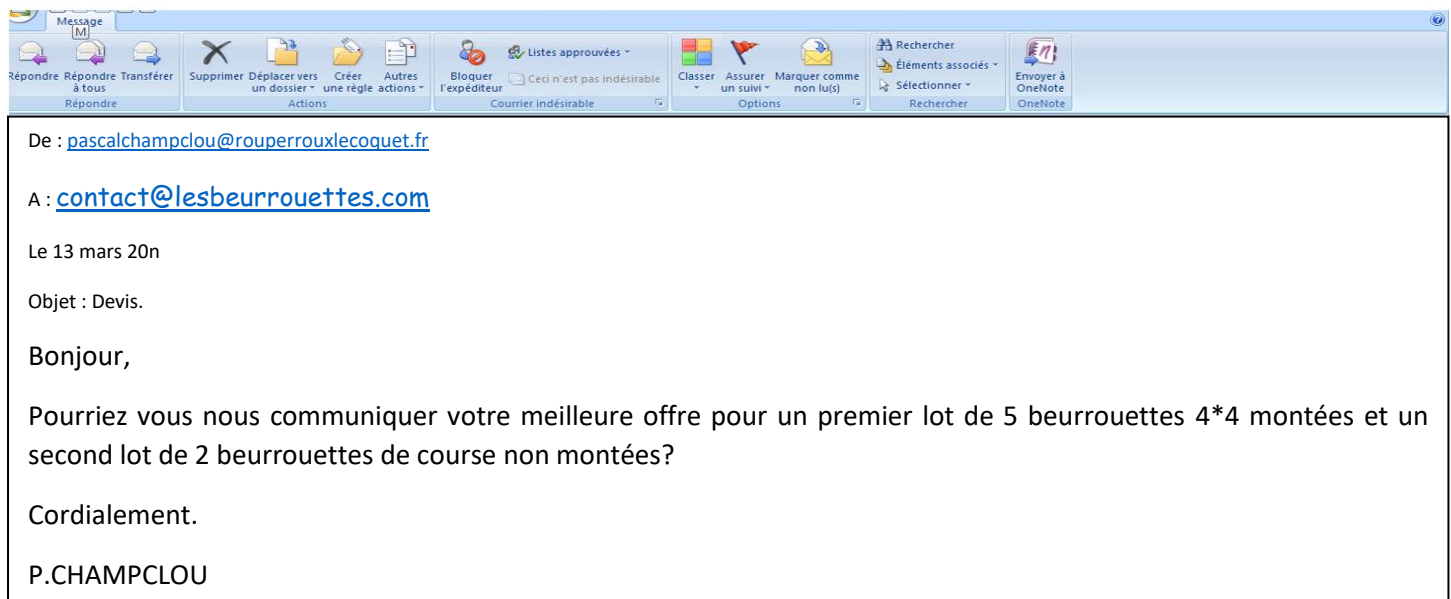 Message
M
Répondre Répondre Transférer
à tous
Répondre
Supprimer Déplacer vers Créer Autres
un dossier une règle actions
Actions
Bloquer
l'expéditeur
Listes approuvées
Ceci n'est pas indésirable
Courrier indésirable
Classer Assurer Marquer comme
un suivi non lu(s)
Options
Rechercher
Éléments associés
Sélectionner
Rechercher
Envoyer à
OneNote
OneNote
De : pascalchampclou@rouperrouxlecoquet.fr
A : contact@lesbeurrouettes.com
Le 13 mars 20n
Objet : Devis.
Bonjour,
Pourriez vous nous communiquer votre meilleure offre pour un premier lot de 5 beurrouettes 4*4 montées et un
second lot de 2 beurrouettes de course non montées?
Cordialement.
P.CHAMPCLOU